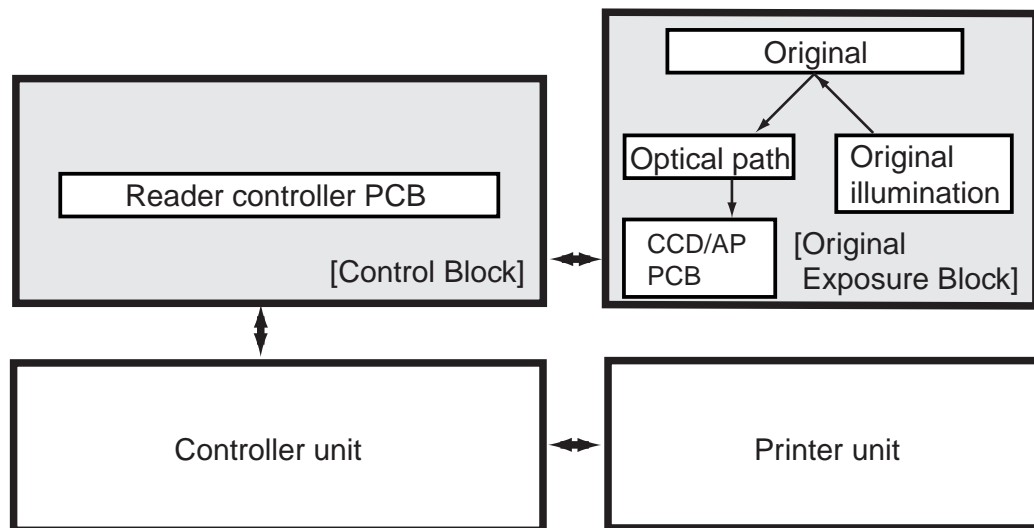 Original
Optical path
Original
illumination
Reader controller PCB
CCD/AP
PCB
[Original
Exposure Block]
[Control Block]
Controller unit
Printer unit